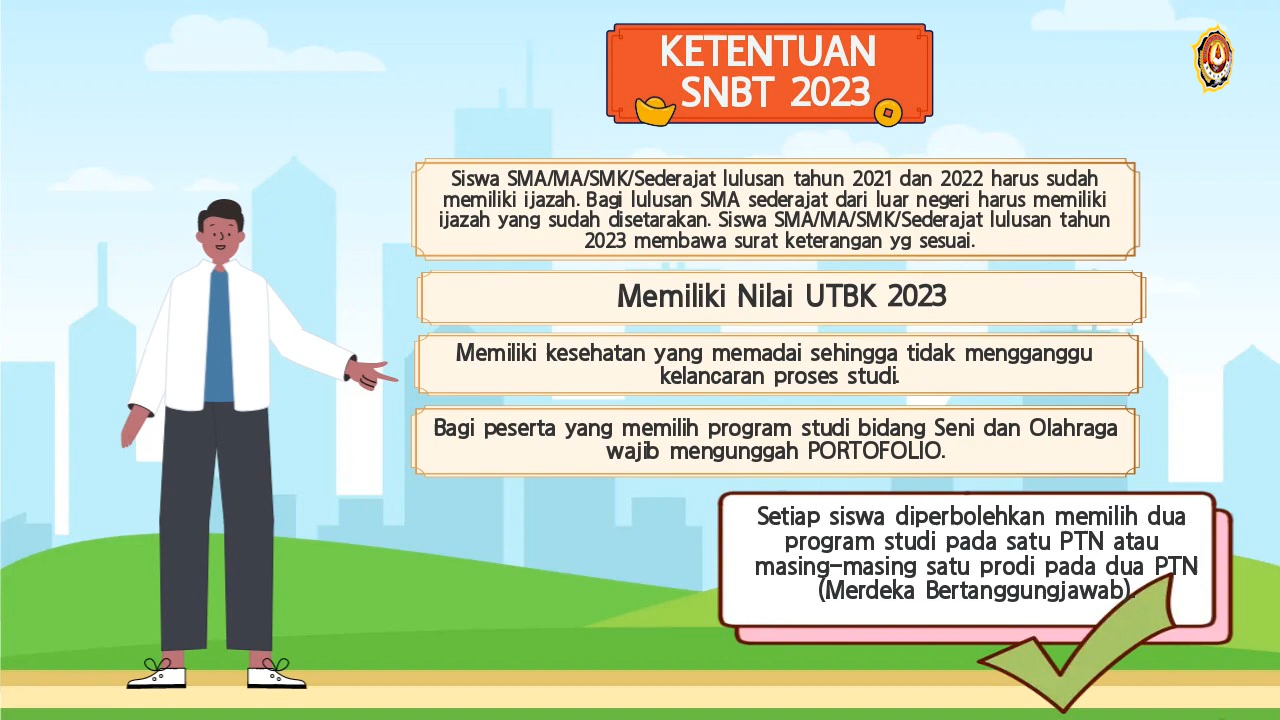 KETENTUAN
SNBT 2023
Siswa SMA/MA/SMK/Sederajat lulusan tahun 2021 dan 2022 harus sudah
memiliki ijazah. Bagi lulusan SMA sederajat dari luar negeri harus memiliki
ijazah yang sudah disetarakan. Siswa SMA/MA/SMK/Sederajat lulusan tahun
2023 membawa surat keterangan yg sesuai.
Memiliki Nilai UTBK 2023
Memiliki kesehatan yang memadai sehingga tidak mengganggu
kelancaran proses studi.
Bagi peserta yang memilih program studi bidang Seni dan Olahraga
wajib mengunggah PORTOFOLIO.
Setiap siswa diperbolehkan memilih dua
program studi pada satu PTN atau
masing-masing satu prodi pada dua PTN
(Merdeka Bertanggungjawab).